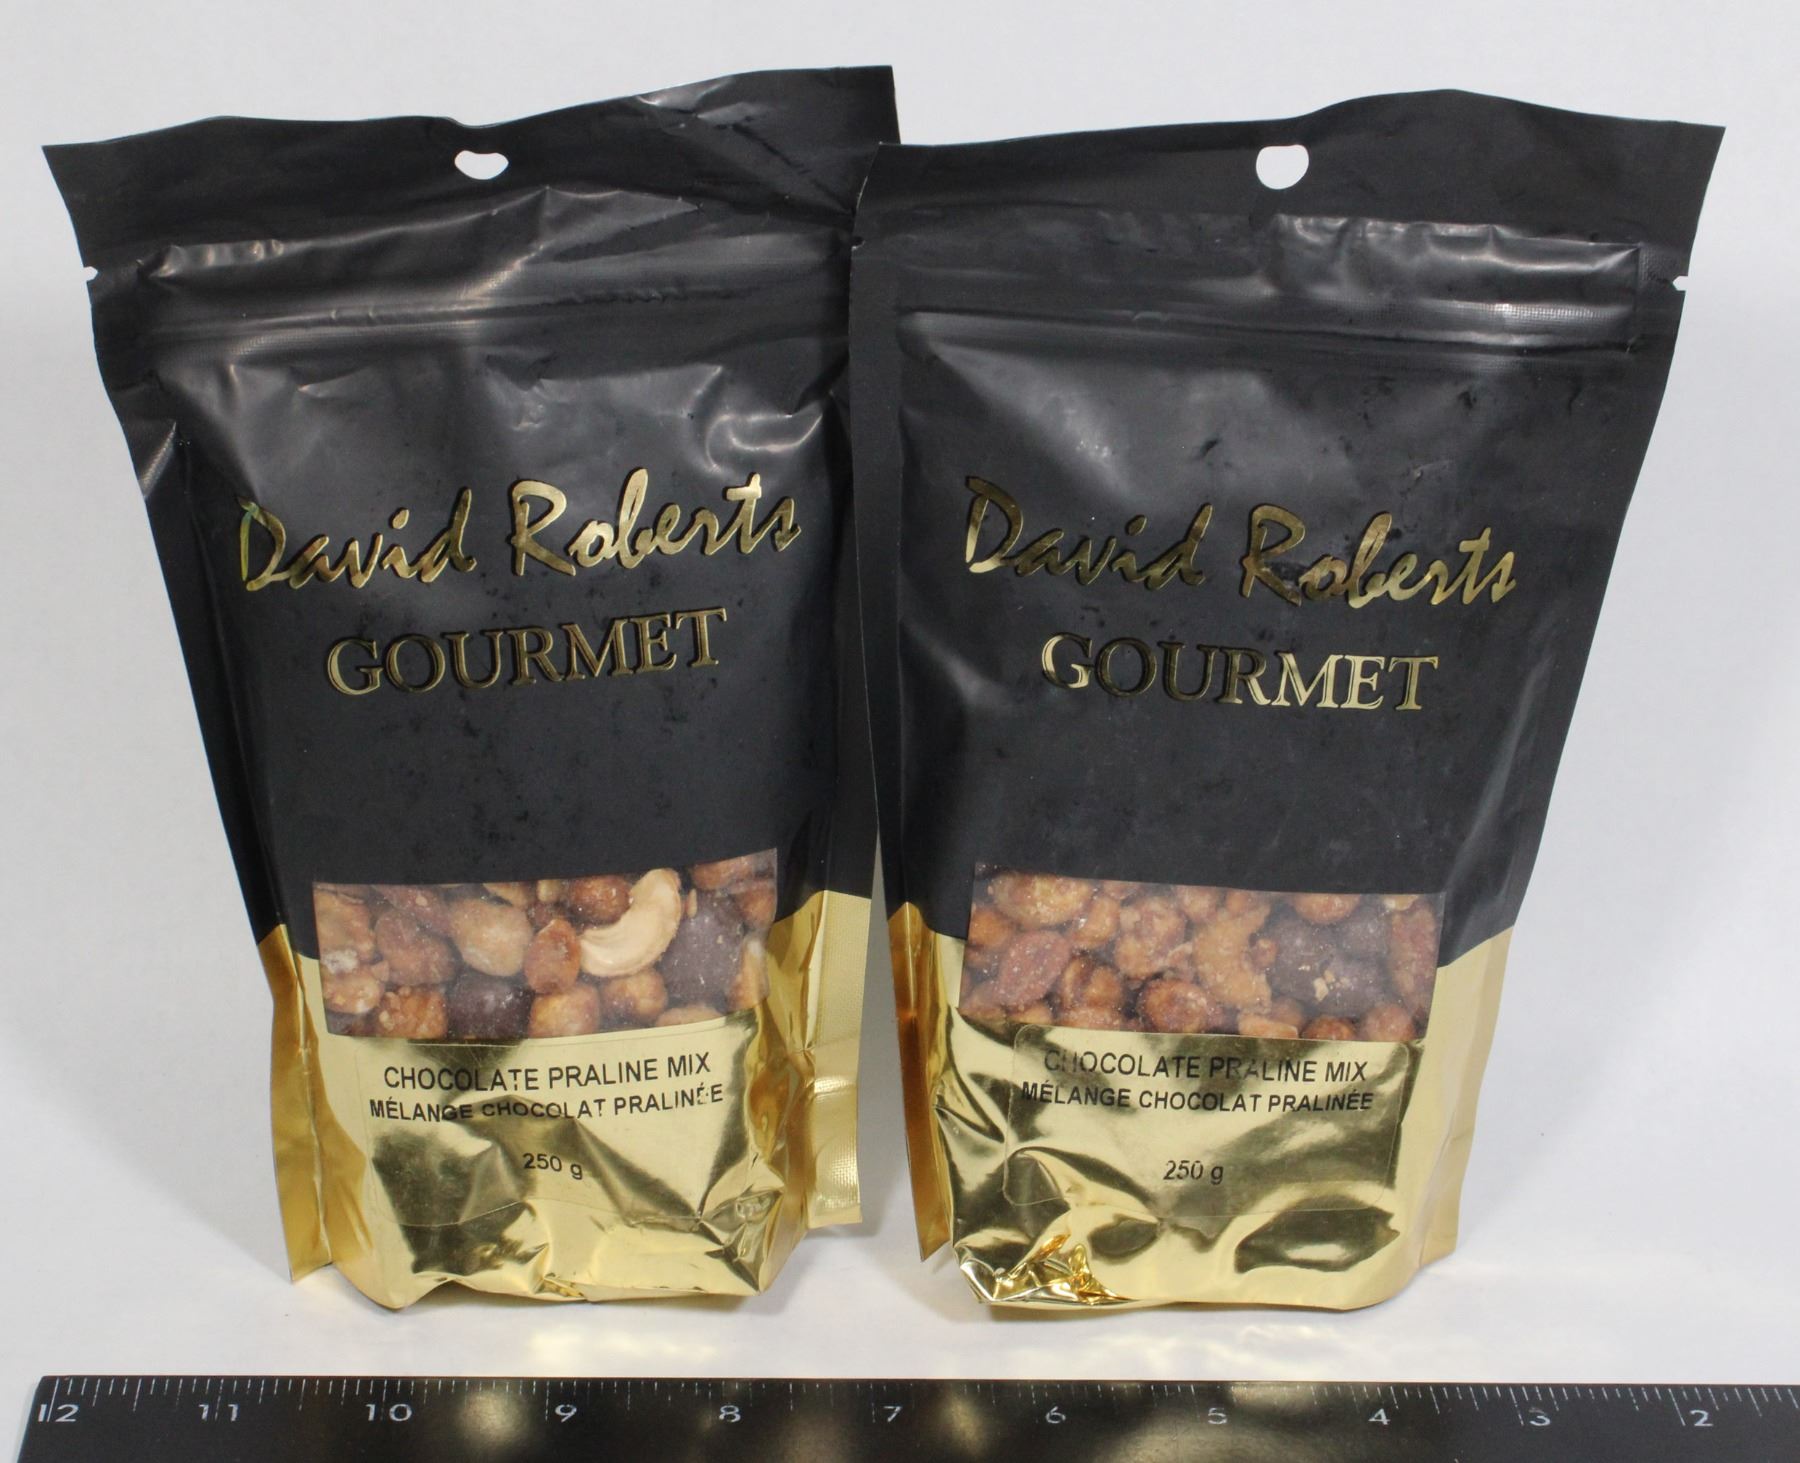 David Roberts
GOURMET
CHOCOLATE PRALINE MIX
MÉLANGE CHOCOLAT PRALINÉE
250 g
David Roberts
GOURMET
CHOCOLATE PRALINE MIX
MÉLANGE CHOCOLAT PRALINÉE
250 g
12 11 10 9 8 7 6 5 4 3 2